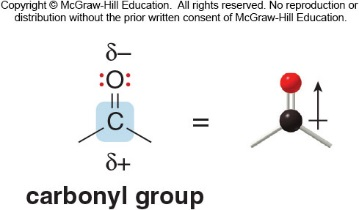 Copyright © McGraw-Hill Education. All rights reserved. No reproduction or
distribution without the prior written consent of McGraw-Hill Education.
δ–
O
C
=
δ+
carbonyl group